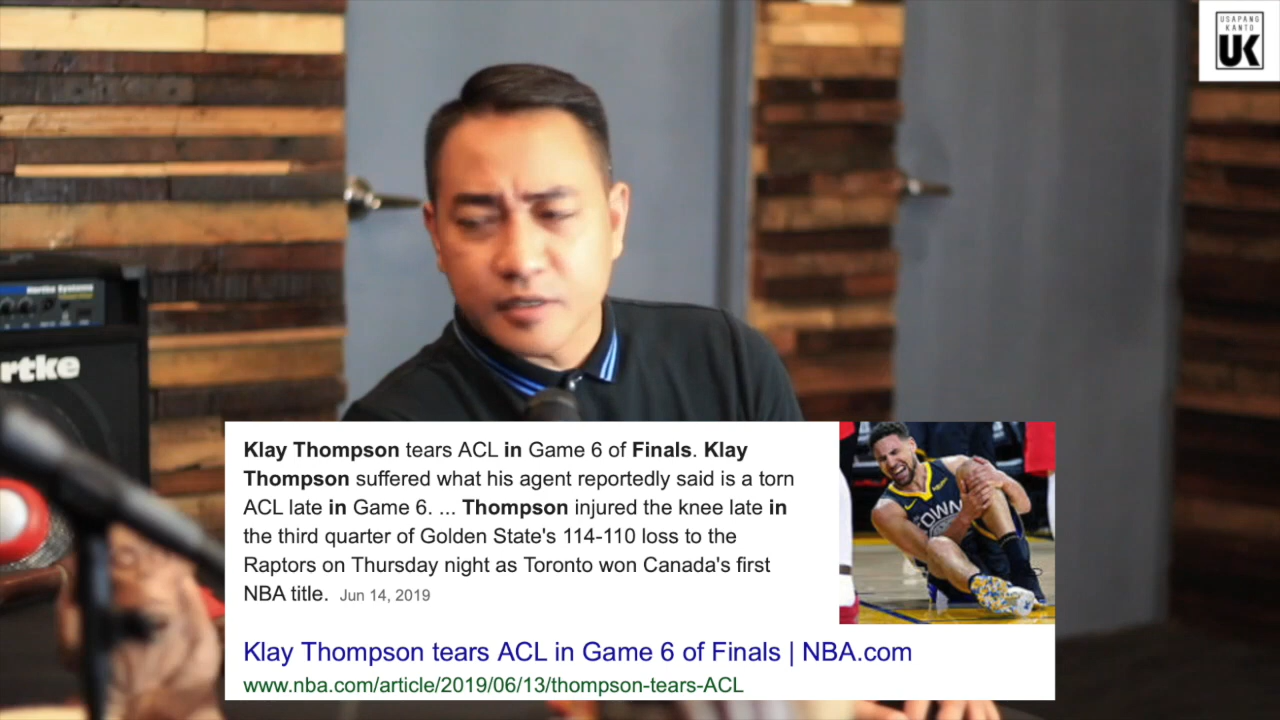 USAPANG
KANTO
UK
Hartke Systems
rtke
Klay Thompson tears ACL in Game 6 of Finals. Klay
Thompson suffered what his agent reportedly said is a torn
ACL late in Game 6. ... Thompson injured the knee late in
the third quarter of Golden State's 114-110 loss to the
Raptors on Thursday night as Toronto won Canada's first
NBA title. Jun 14, 2019
OWN
Klay Thompson tears ACL in Game 6 of Finals | NBA.com
www.nba.com/article/2019/06/13/thompson-tears-ACL